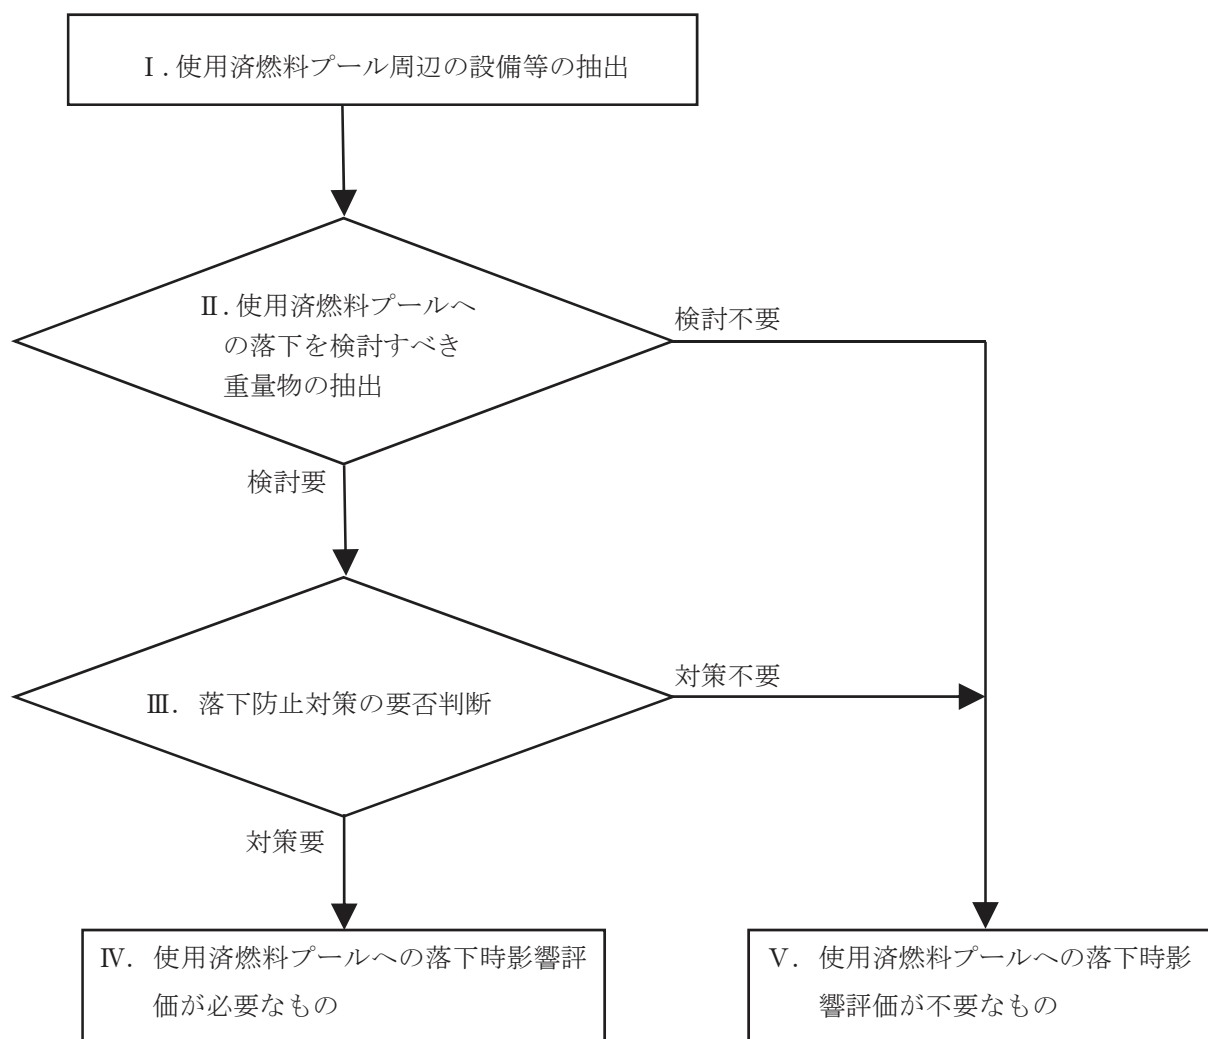 Ⅰ.使用済燃料プール周辺の設備等の抽出
Ⅱ.使用済燃料プールへ
の落下を検討すべき
重量物の抽出
検討不要
検討要
Ⅲ. 落下防止対策の要否判断
対策不要
対策要
Ⅳ. 使用済燃料プールへの落下時影響評
価が必要なもの
Ⅴ. 使用済燃料プールへの落下時影
響評価が不要なもの